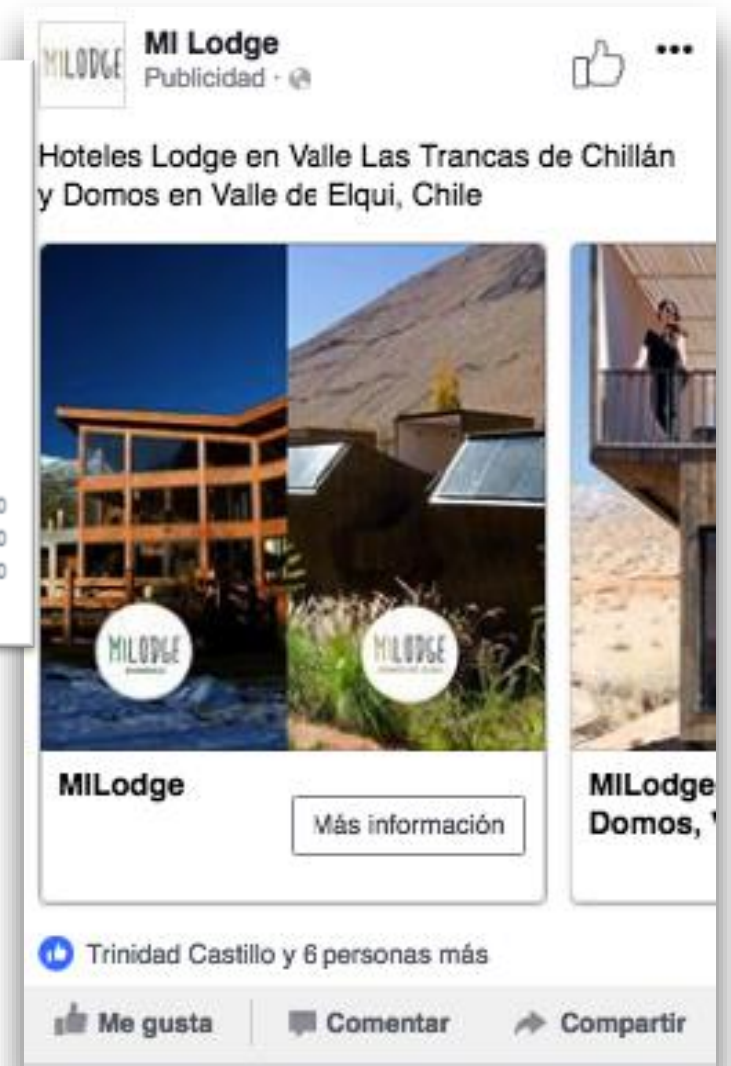 MILODGE
MI Lodge
Publicidad ·
Hoteles Lodge en Valle Las Trancas de Chillán
y Domos en Valle de Elqui, Chile
MILODGE
MILODGE
MILodge
Más información
MILodge
Domos,
Trinidad Castillo y 6 personas más
Me gusta
Comentar
Compartir